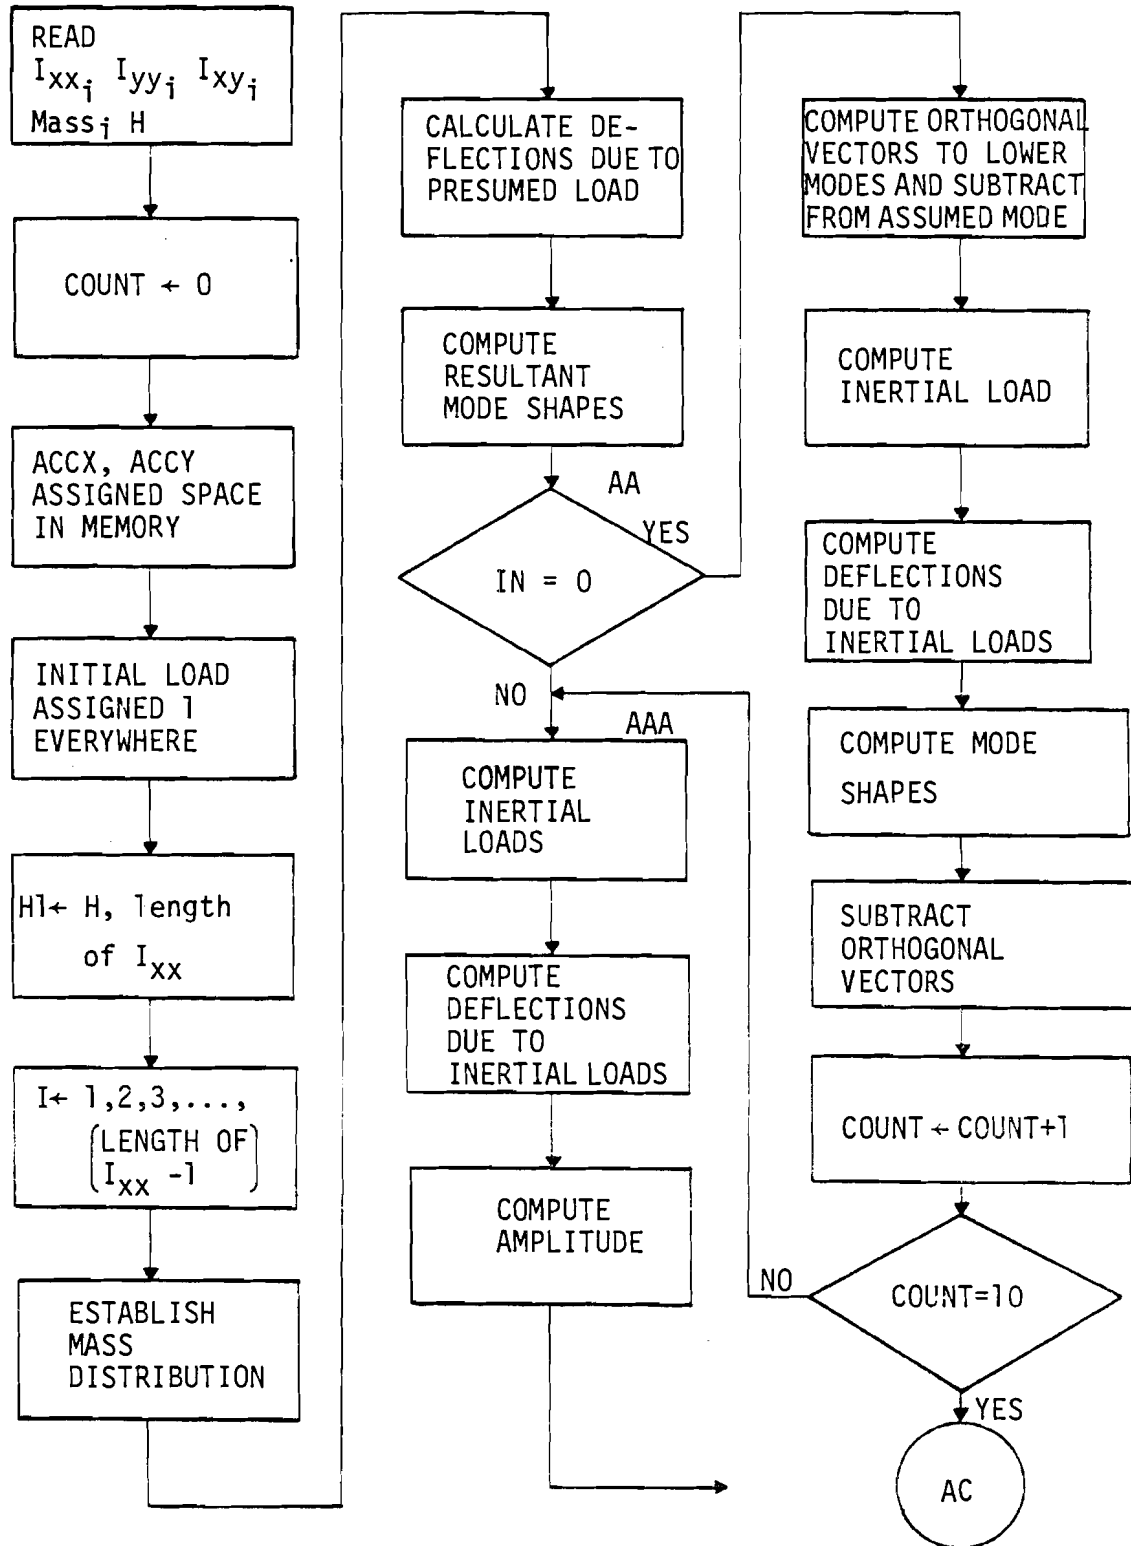 READ
Ixxi Iyyi Ixyi
Massi H
COUNT ← 0
ACCX, ACCY
ASSIGNED SPACE
IN MEMORY
INITIAL LOAD
ASSIGNED 1
EVERYWHERE
H1← H, length
of Ixx
I← 1,2,3,...,
(LENGTH OF
Ixx -1)
ESTABLISH
MASS
DISTRIBUTION
CALCULATE DE-
FLECTIONS DUE TO
PRESUMED LOAD
COMPUTE
RESULTANT
MODE SHAPES
AA
YES
IN = 0
NO
AAA
COMPUTE
INERTIAL
LOADS
COMPUTE
DEFLECTIONS
DUE TO
INERTIAL LOADS
COMPUTE
AMPLITUDE
COMPUTE ORTHOGONAL
VECTORS TO LOWER
MODES AND SUBTRACT
FROM ASSUMED MODE
COMPUTE
INERTIAL LOAD
COMPUTE
DEFLECTIONS
DUE TO
INERTIAL LOADS
COMPUTE MODE
SHAPES
SUBTRACT
ORTHOGONAL
VECTORS
COUNT ← COUNT+1
NO
COUNT=10
YES
AC